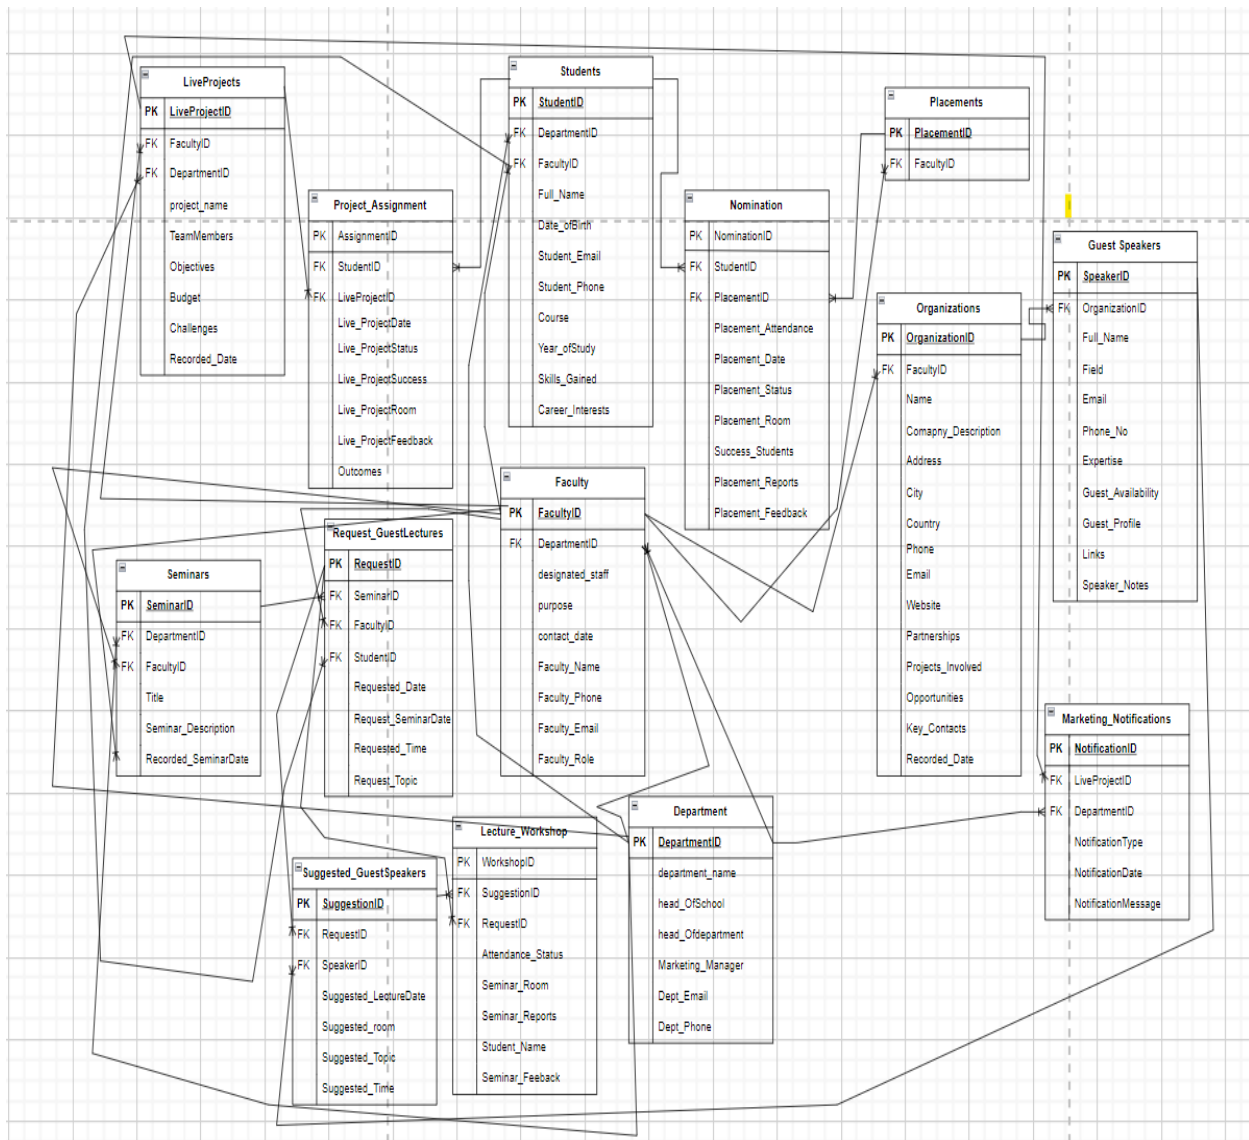 LiveProjects
PK LiveProjectID
FK FacultyID
FK DepartmentID
project_name
TeamMembers
Objectives
Budget
Challenges
Recorded_Date
Project_Assignment
PK AssignmentID
FK StudentID
FK LiveProjectID
Live_ProjectDate
Live_ProjectStatus
Live_ProjectSuccess
Live_ProjectRoom
Live_ProjectFeedback
Outcomes
Students
PK StudentID
FK DepartmentID
FK FacultyID
Full_Name
Date_ofBirth
Student_Email
Student_Phone
Course
Year_ofStudy
Skills_Gained
Career_Interests
Nomination
PK NominationID
FK StudentID
FK PlacementID
Placement_Attendance
Placement_Date
Placement_Status
Placement_Room
Success_Students
Placement_Reports
Placement_Feedback
Placements
PK PlacementID
FK FacultyID
Organizations
PK OrganizationID
FK FacultyID
Name
Comapny_Description
Address
City
Country
Phone
Email
Website
Partnerships
Projects_Involved
Opportunities
Key_Contacts
Recorded_Date
Guest Speakers
PK SpeakerID
FK OrganizationID
Full_Name
Field
Email
Phone_No
Expertise
Guest_Availability
Guest_Profile
Links
Speaker_Notes
Seminars
PK SeminarID
FK DepartmentID
FK FacultyID
Title
Seminar_Description
Recorded_SeminarDate
Request_GuestLectures
PK RequestID
FK SeminarID
FK FacultyID
FK StudentID
Requested_Date
Request_SeminarDate
Requested_Time
Request_Topic
Faculty
PK FacultyID
FK DepartmentID
designated_staff
purpose
contact_date
Faculty_Name
Faculty_Phone
Faculty_Email
Faculty_Role
Suggested_GuestSpeakers
PK SuggestionID
FK RequestID
FK SpeakerID
Suggested_LectureDate
Suggested_room
Suggested_Topic
Suggested_Time
Lecture_Workshop
PK WorkshopID
FK SuggestionID
FK RequestID
Attendance_Status
Seminar_Room
Seminar_Reports
Student_Name
Seminar_Feeback
Department
PK DepartmentID
department_name
head_OfSchool
head_Ofdepartment
Marketing_Manager
Dept_Email
Dept_Phone
Marketing_Notifications
PK NotificationID
FK LiveProjectID
FK DepartmentID
NotificationType
NotificationDate
NotificationMessage